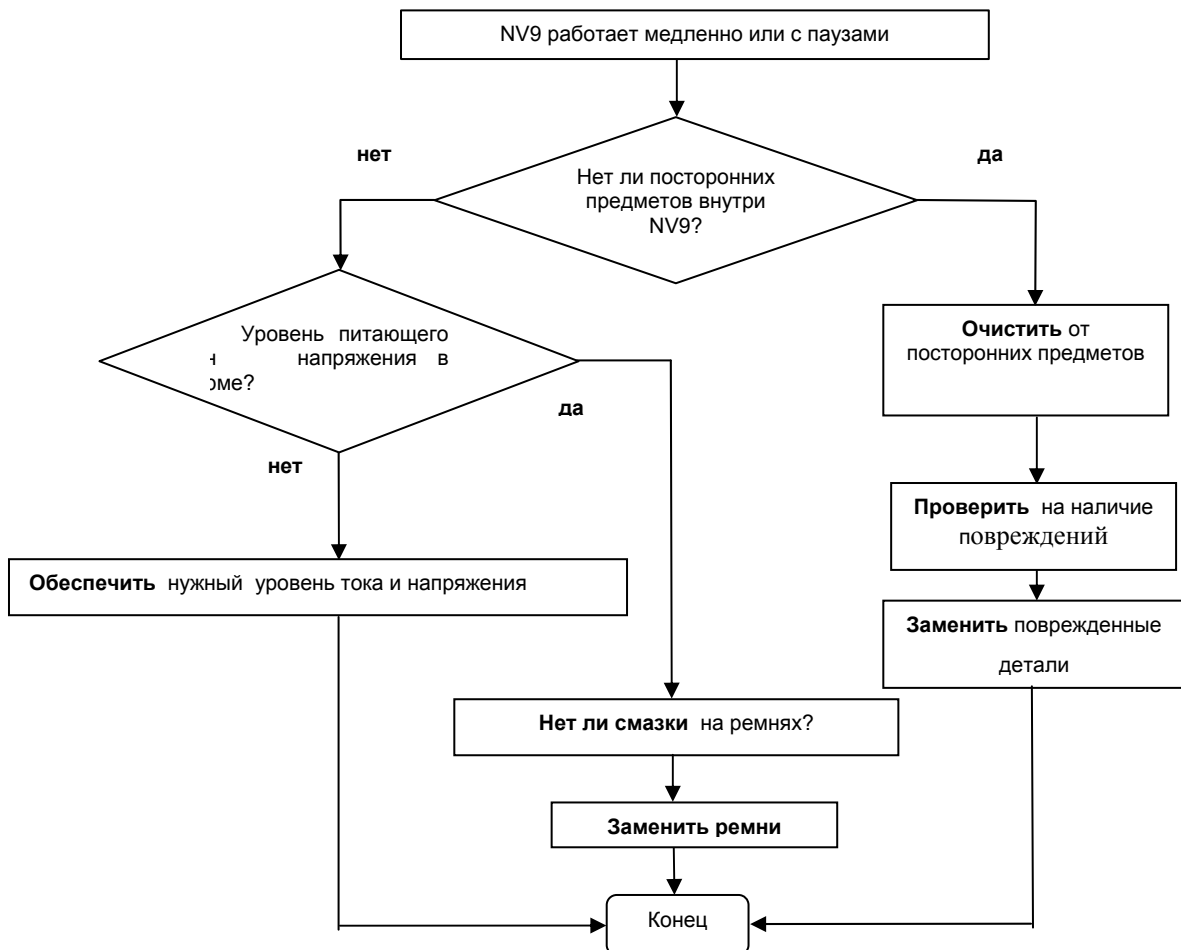 NV9 работает медленно или с паузами
нет
да
Нет ли посторонних
предметов внутри
NV9?
Уровень питающего
напряжения в
Очистить от
посторонних предметов
да
нет
Проверить на наличие
повреждений
Обеспечить нужный уровень тока и напряжения
Заменить поврежденные
детали
Нет ли смазки на ремнях?
Заменить ремни
Конец